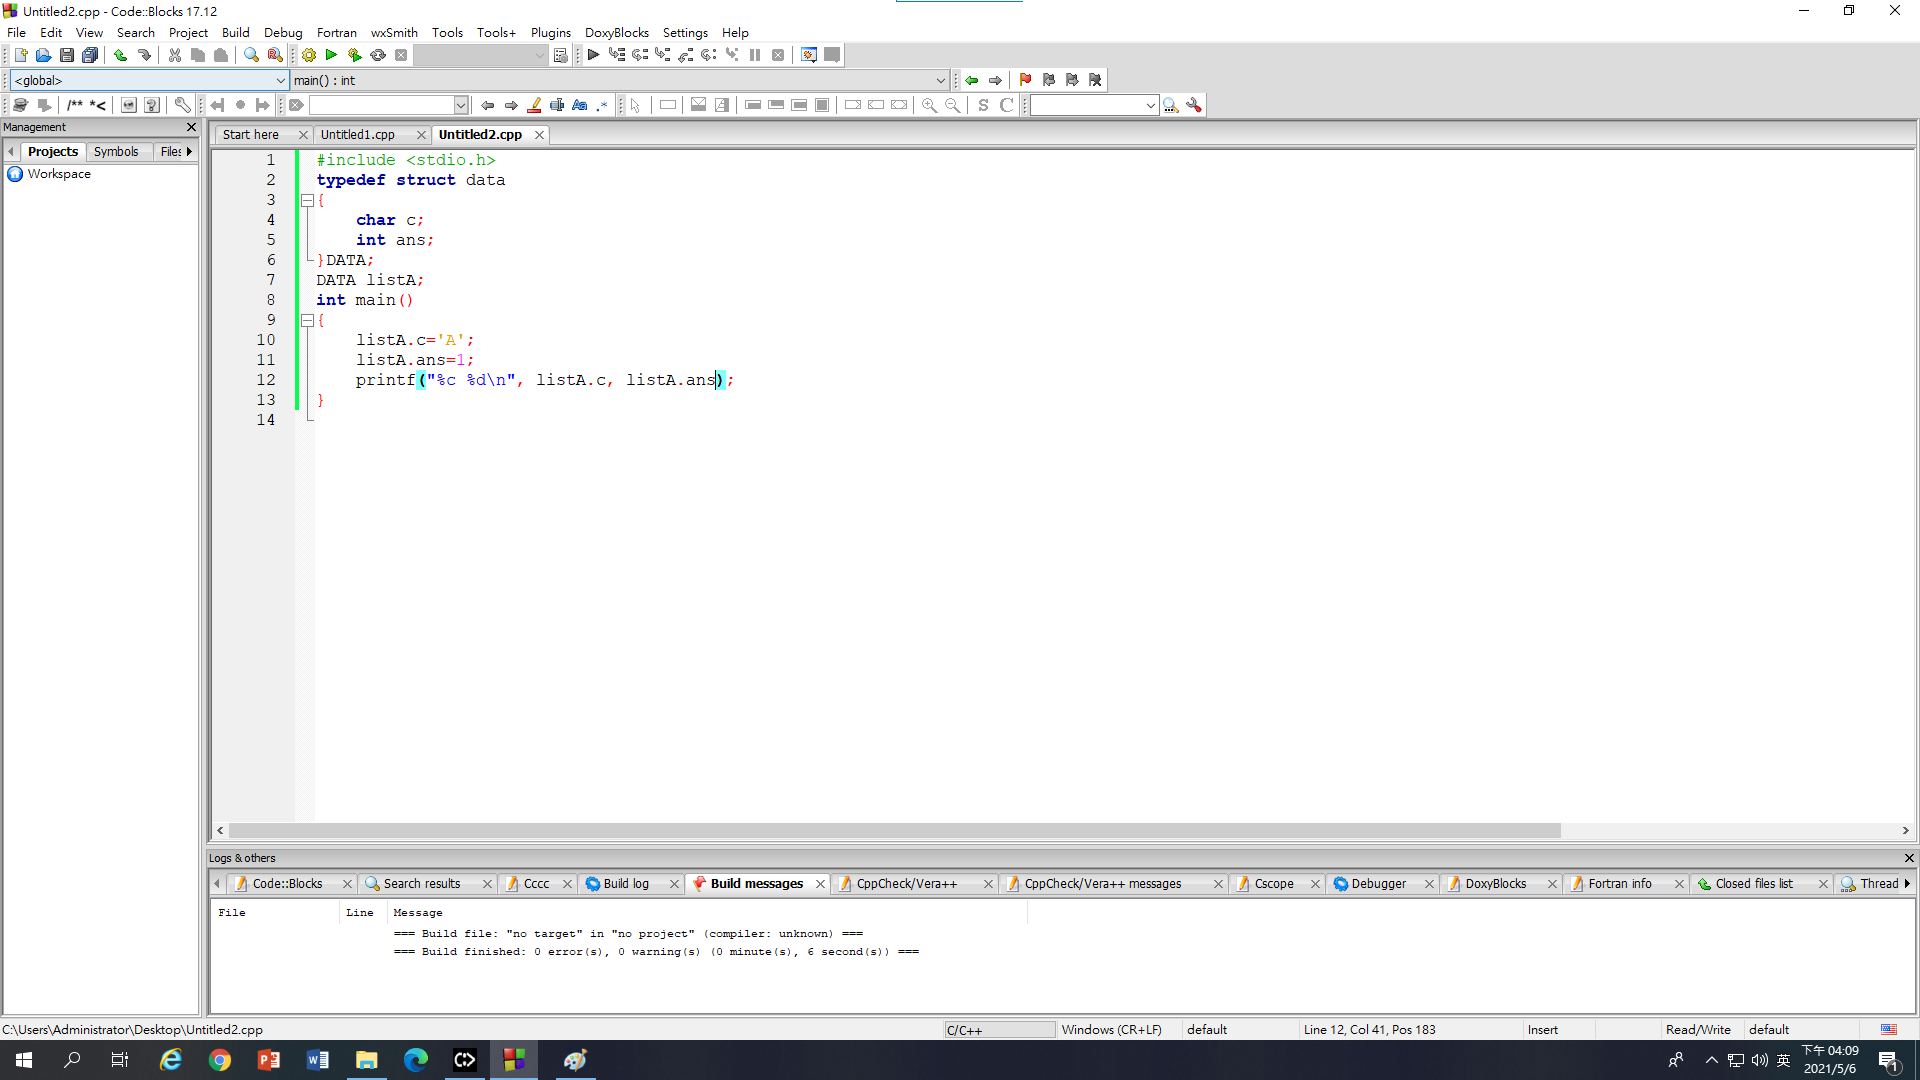 Untitled2.cpp - Code::Blocks 17.12
File Edit View Search Project Build Debug Fortran wxSmith Tools Tools+ Plugins DoxyBlocks Settings Help
<global> main() : int
/** *<
Aa .* S C
Management
Projects Symbols Files
Workspace
Start here Untitled1.cpp Untitled2.cpp
1 #include <stdio.h>
2 typedef struct data
3 {
4 char c;
5 int ans;
6 }DATA;
7 DATA listA;
8 int main()
9 {
10 listA.c='A';
11 listA.ans=1;
12 printf("%c %d\n", listA.c, listA.ans);
13 }
14
Logs & others
Code::Blocks Search results Cccc Build log Build messages CppCheck/Vera++ CppCheck/Vera++ messages Cscope Debugger DoxyBlocks Fortran info Closed files list Thread
File Line Message
=== Build file: "no target" in "no project" (compiler: unknown) ===
=== Build finished: 0 error(s), 0 warning(s) (0 minute(s), 6 second(s)) ===
C:\Users\Administrator\Desktop\Untitled2.cpp C/C++ Windows (CR+LF) default Line 12, Col 41, Pos 183 Insert Read/Write default
英 下午 04:09
2021/5/6
1